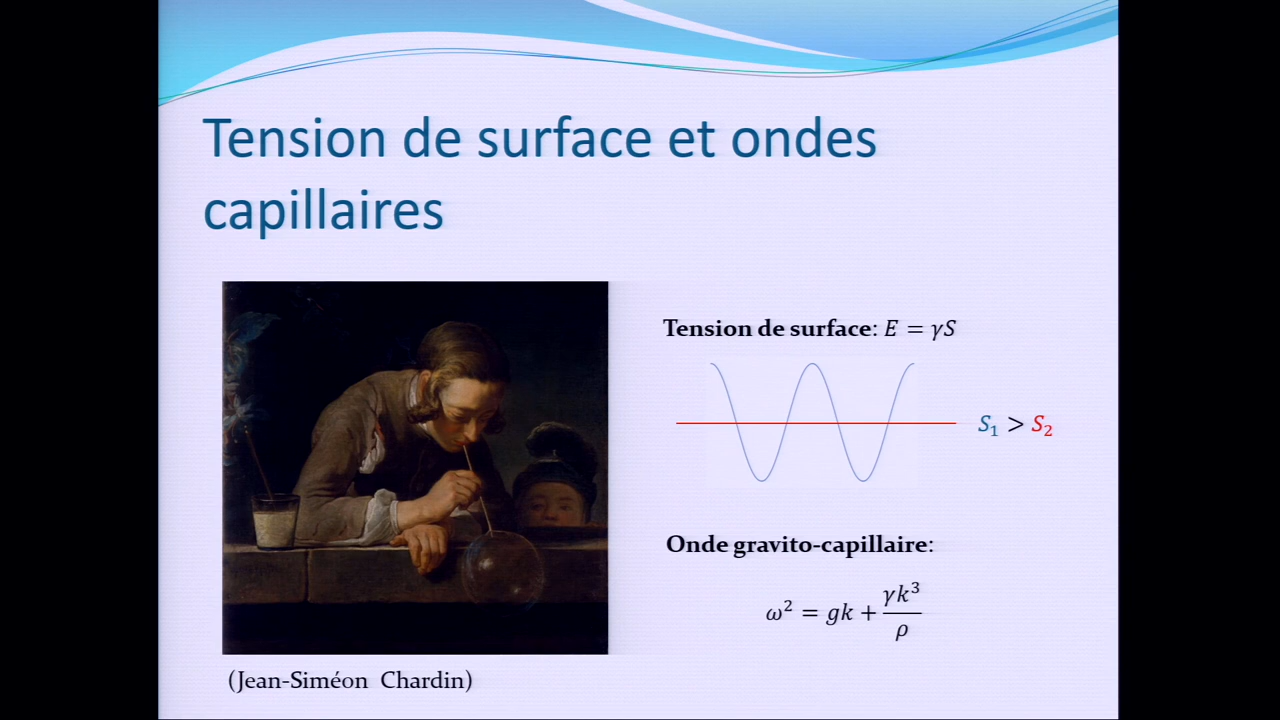 Tension de surface et ondes
capillaires
Tension de surface: E = γS
S₁ > S₂
Onde gravito-capillaire:
ω² = gk + γk³/ρ
(Jean-Siméon Chardin)